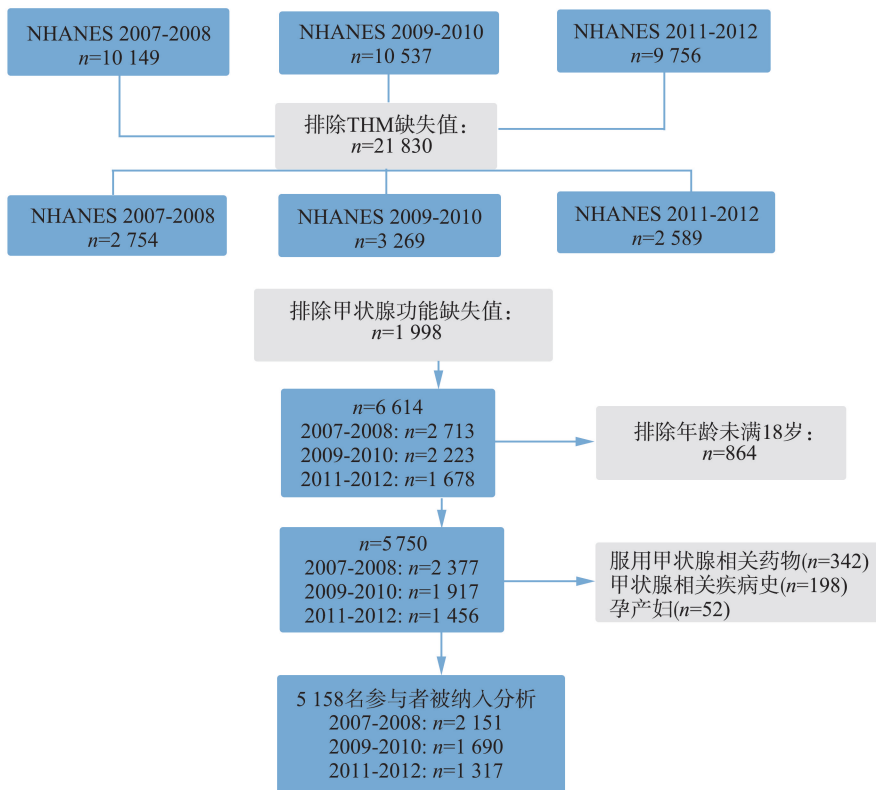 NHANES 2007-2008
n=10 149
NHANES 2009-2010
n=10 537
NHANES 2011-2012
n=9 756
排除THM缺失值：
n=21 830
NHANES 2007-2008
n=2 754
NHANES 2009-2010
n=3 269
NHANES 2011-2012
n=2 589
排除甲状腺功能缺失值：
n=1 998
n=6 614
2007-2008: n=2 713
2009-2010: n=2 223
2011-2012: n=1 678
排除年龄未满18岁：
n=864
n=5 750
2007-2008: n=2 377
2009-2010: n=1 917
2011-2012: n=1 456
服用甲状腺相关药物(n=342)
甲状腺相关疾病史(n=198)
孕产妇(n=52)
5 158名参与者被纳入分析
2007-2008: n=2 151
2009-2010: n=1 690
2011-2012: n=1 317